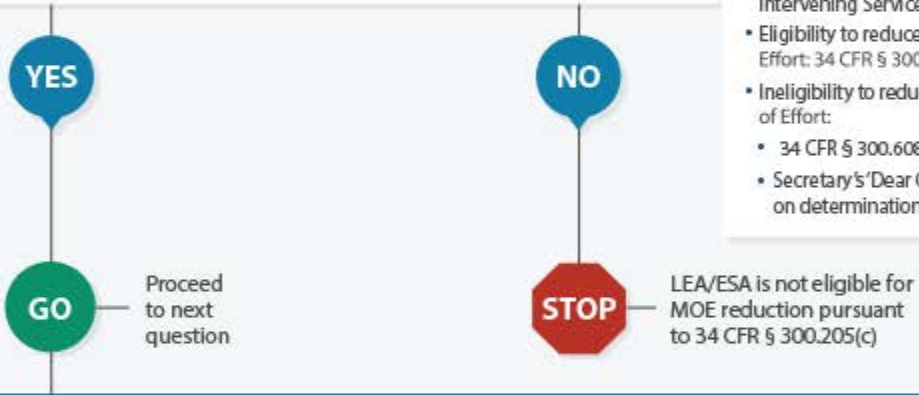 Intervening Service
• Eligibility to reduce
Effort: 34 CFR § 300
• Ineligibility to redu
of Effort:
• 34 CFR § 300.608
• Secretary's 'Dear
on determination
YES
NO
GO
Proceed
to next
question
STOP
LEA/ESA is not eligible for
MOE reduction pursuant
to 34 CFR § 300.205(c)